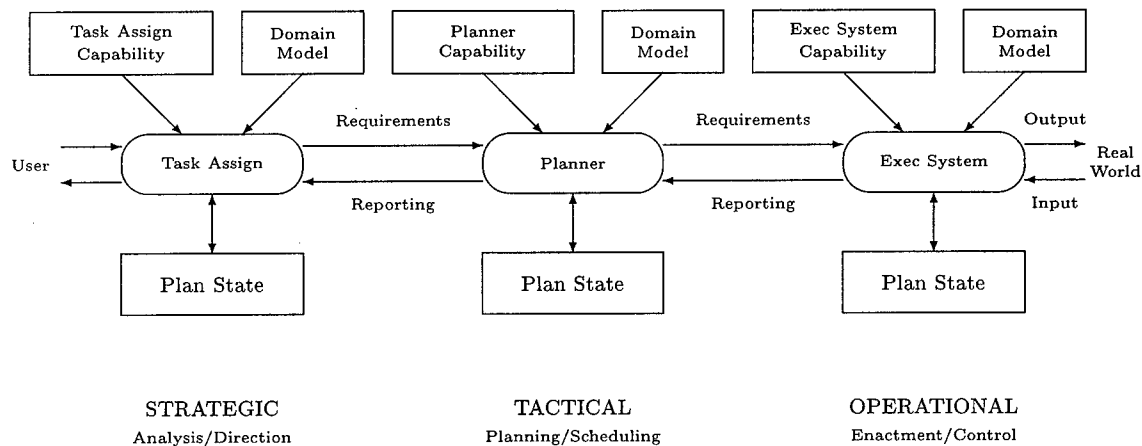 Task Assign
Capability
Domain
Model
Planner
Capability
Domain
Model
Exec System
Capability
Domain
Model
Requirements
Requirements
Output
User
Task Assign
Planner
Exec System
Real
World
Reporting
Reporting
Input
Plan State
Plan State
Plan State
STRATEGIC
TACTICAL
OPERATIONAL
Analysis/Direction
Planning/Scheduling
Enactment/Control